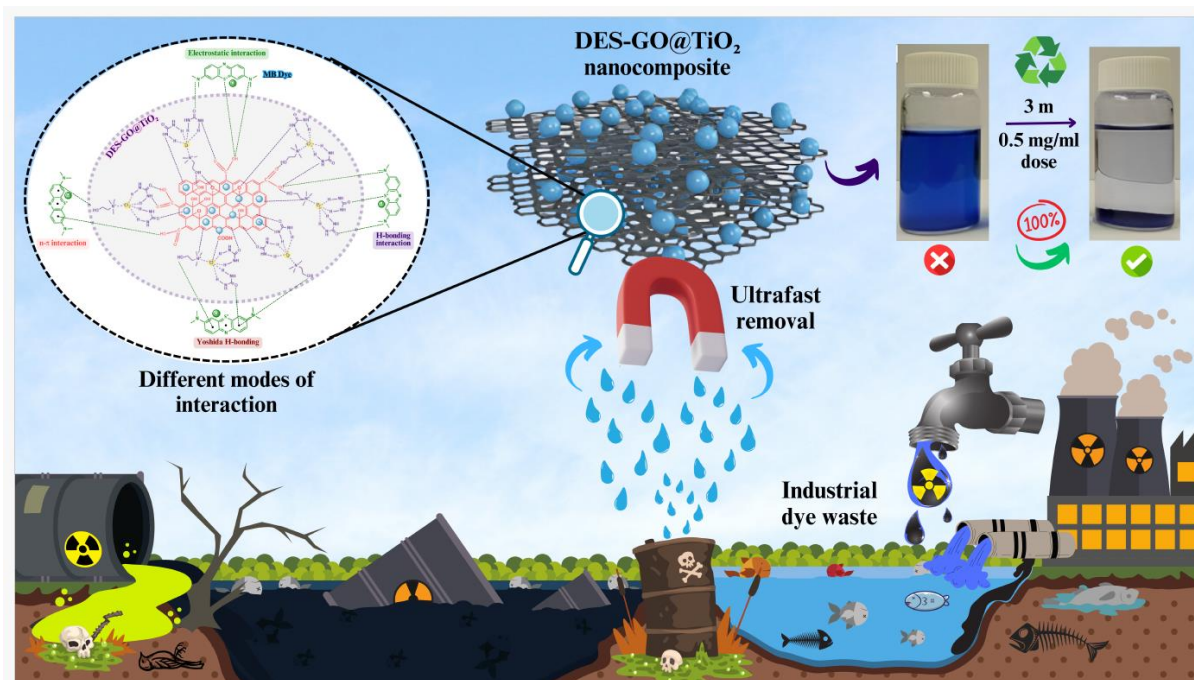 Electrostatic interaction
MB Dye
DES-GO@TiO₂
n-π interaction
H-bonding
interaction
Yoshida H-bonding
Different modes of
interaction
DES-GO@TiO₂
nanocomposite
3 m
0.5 mg/ml
dose
100%
Ultrafast
removal
Industrial
dye waste
COOH